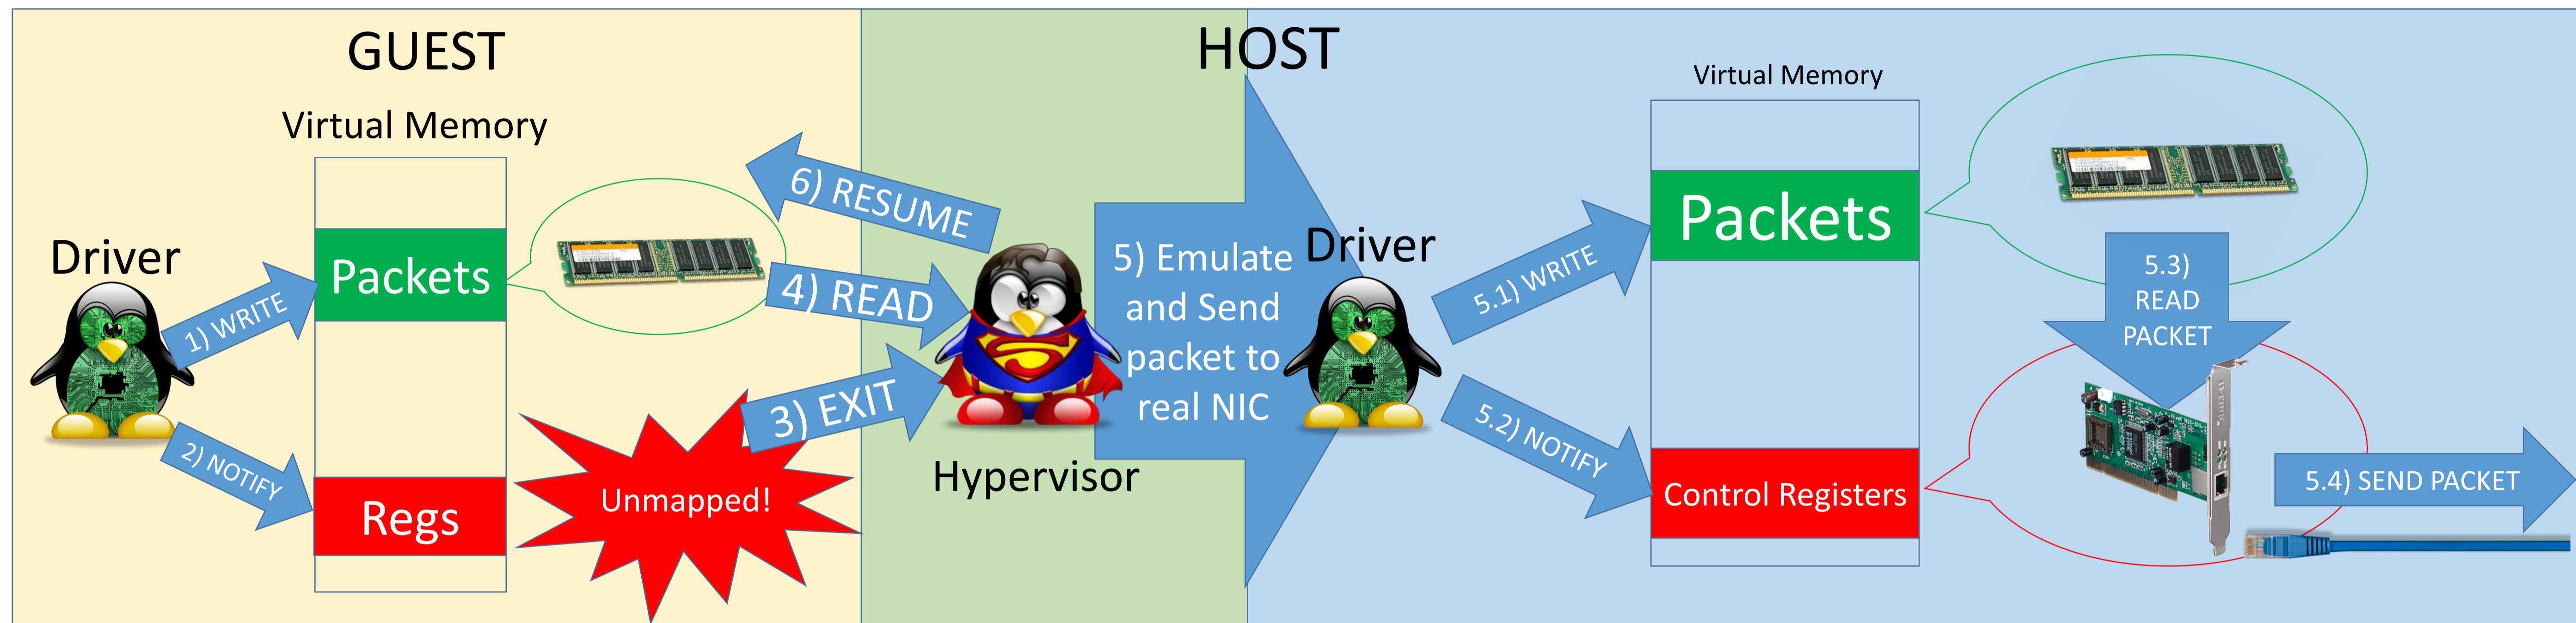 GUEST
HOST
Virtual Memory
Driver
Packets
Regs
1) WRITE
2) NOTIFY
Unmapped!
3) EXIT
4) READ
6) RESUME
Hypervisor
5) Emulate
and Send
packet to
real NIC
Driver
5.1) WRITE
5.2) NOTIFY
Virtual Memory
Packets
Control Registers
5.3)
READ
PACKET
5.4) SEND PACKET